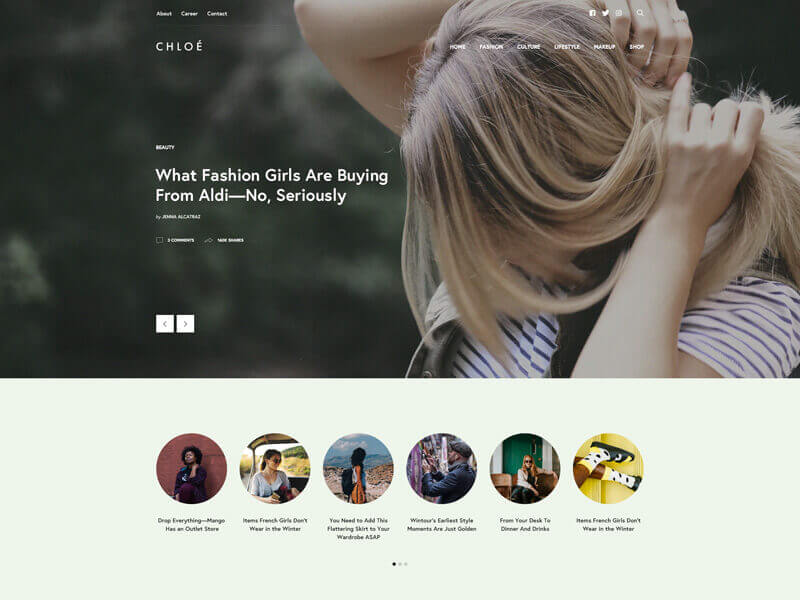 About Career Contact
CHLOÉ
HOME FASHION CULTURE LIFESTYLE MAKEUP SHOP
BEAUTY
What Fashion Girls Are Buying
From Aldi—No, Seriously
by JENNA ALCATRAZ
3 COMMENTS 160K SHARES
Drop Everything—Mango
Has an Outlet Store
Items French Girls Don't
Wear in the Winter
You Need to Add This
Flattering Skirt to Your
Wardrobe ASAP
Wintour's Earliest Style
Moments Are Just Golden
From Your Desk To
Dinner And Drinks
Items French Girls Don't
Wear in the Winter